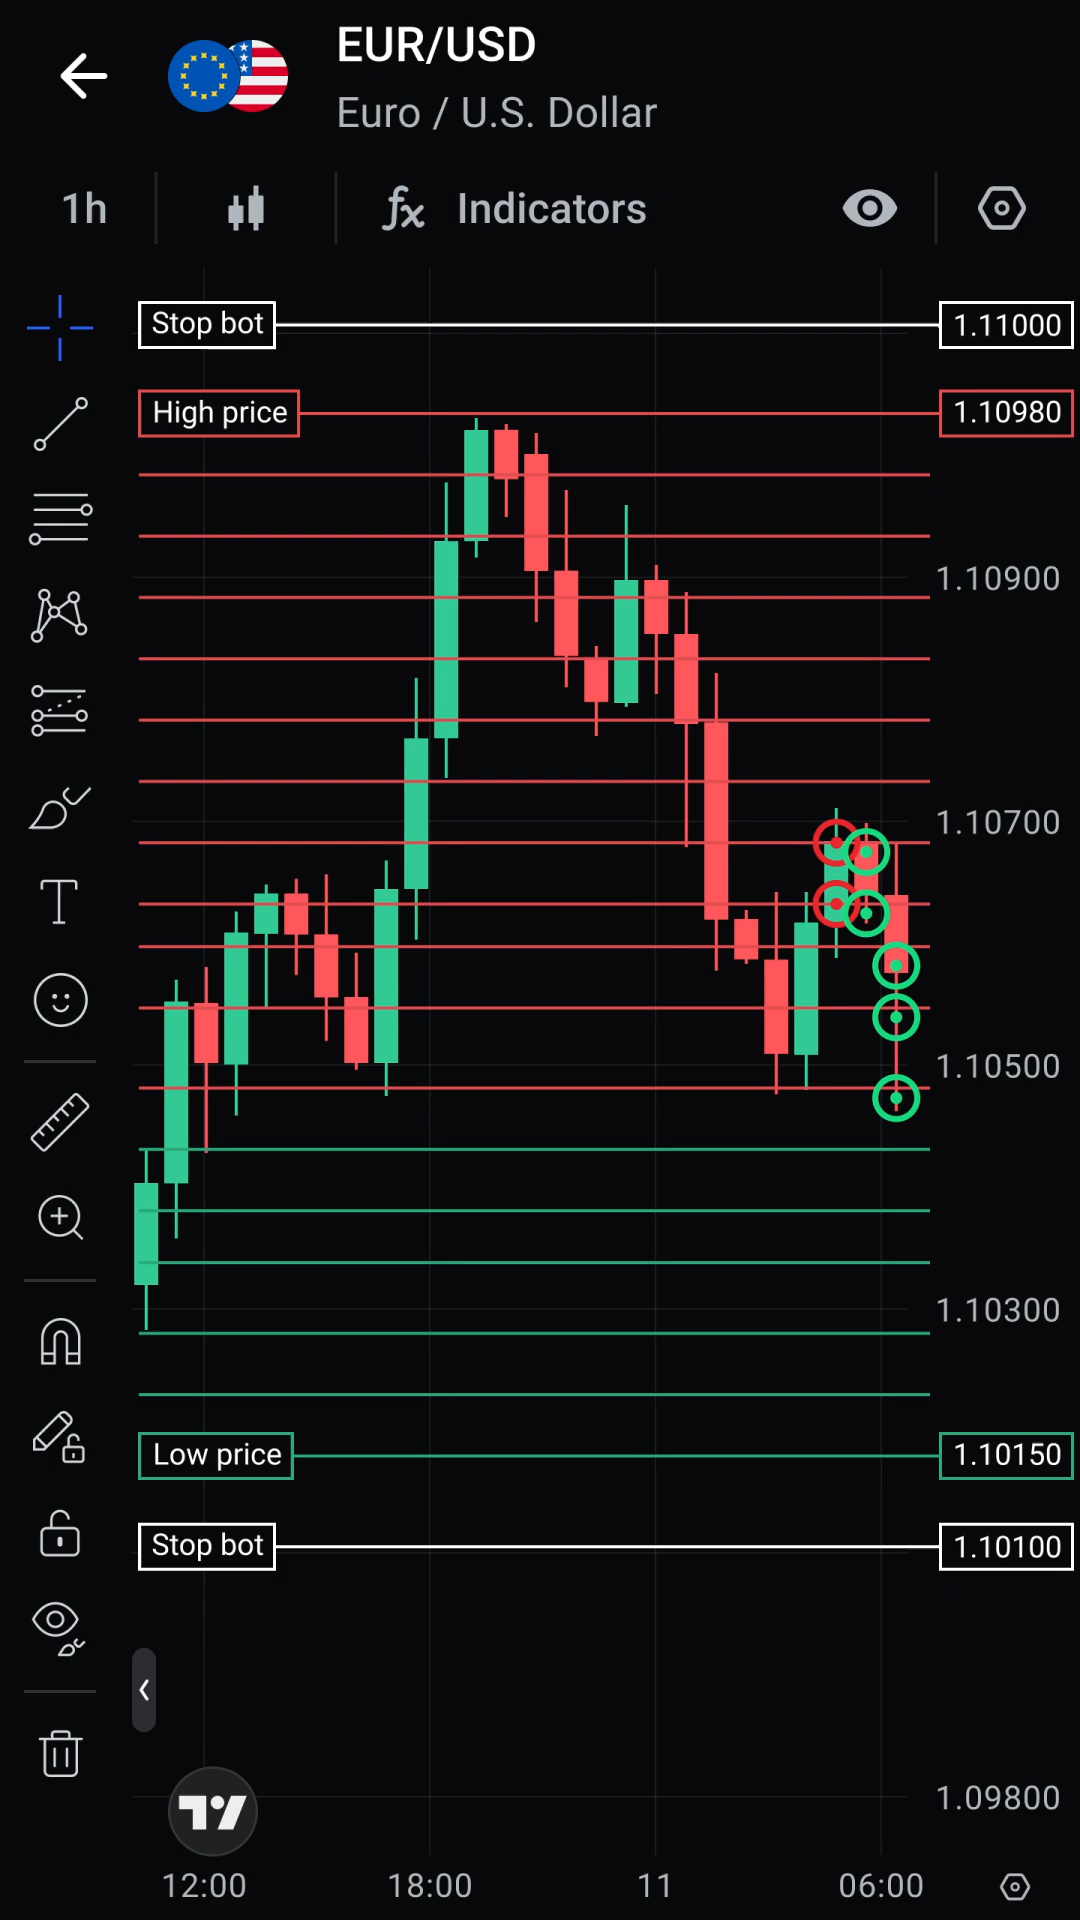 EUR/USD
Euro / U.S. Dollar
1h
fx Indicators
Stop bot
1.11000
High price
1.10980
1.10900
1.10700
1.10500
1.10300
Low price
1.10150
Stop bot
1.10100
1.09800
12:00
18:00
11
06:00